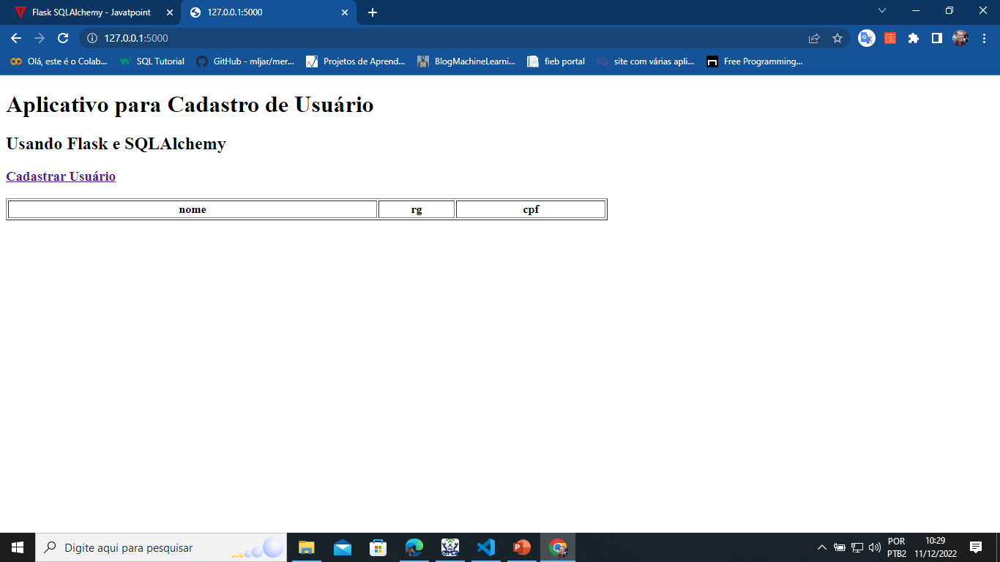 Flask SQLAlchemy - Javatpoint
127.0.0.1:5000
127.0.0.1:5000
Olá, este é o Colab... SQL Tutorial GitHub - mljar/mer... Projetos de Aprend... BlogMachineLearni... fieb portal site com várias apli... Free Programming...
Aplicativo para Cadastro de Usuário
Usando Flask e SQLAlchemy
Cadastrar Usuário
nome rg cpf
Digite aqui para pesquisar
POR
PTB2
10:29
11/12/2022